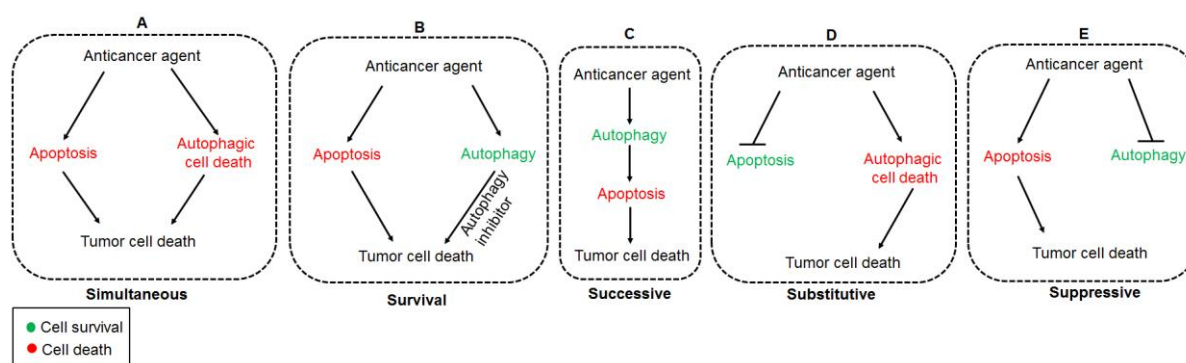 A
Anticancer agent
Apoptosis
Autophagic
cell death
Tumor cell death
Simultaneous
B
Anticancer agent
Apoptosis
Autophagy
Autophagy
inhibitor
Tumor cell death
Survival
C
Anticancer agent
Autophagy
Apoptosis
Tumor cell death
Successive
D
Anticancer agent
Apoptosis
Autophagic
cell death
Tumor cell death
Substitutive
E
Anticancer agent
Apoptosis
Autophagy
Tumor cell death
Suppressive
Cell survival
Cell death